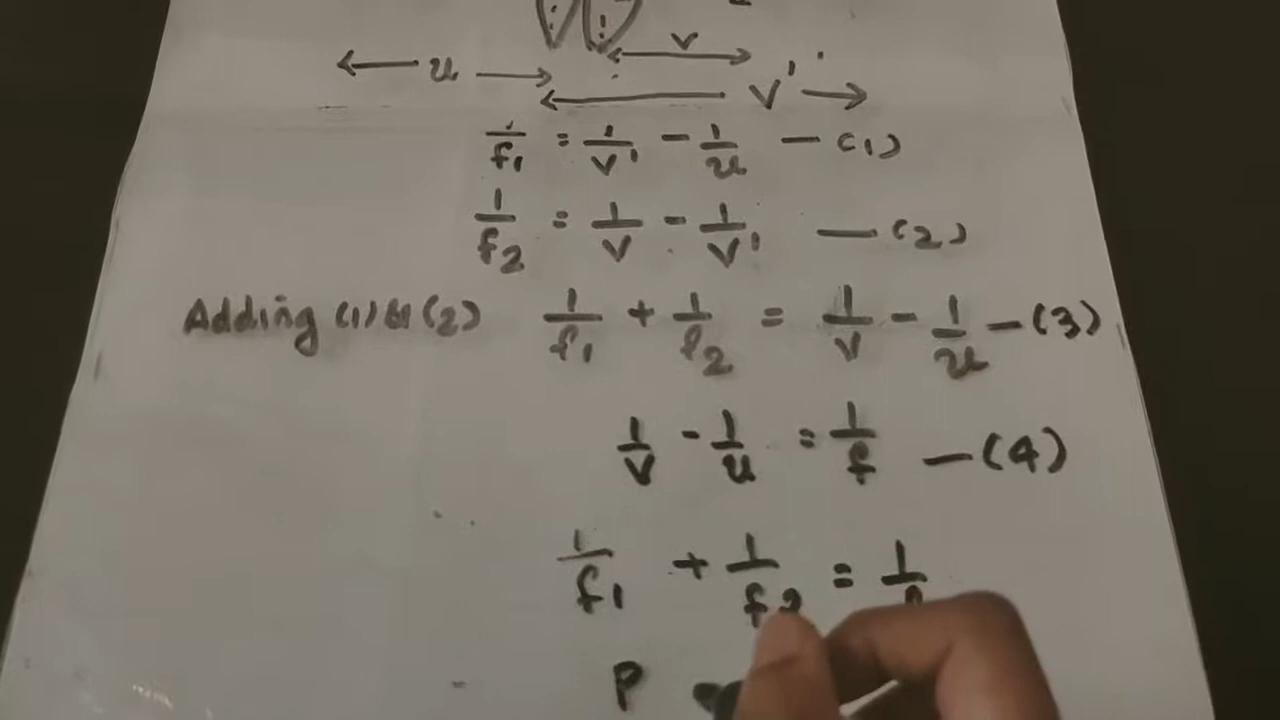 v
← u → ← v' →
1/f₁ = 1/v' - 1/u — (1)
1/f₂ = 1/v - 1/v' — (2)
Adding (1) & (2) 1/f₁ + 1/f₂ = 1/v - 1/u — (3)
1/v - 1/u = 1/f — (4)
1/f₁ + 1/f₂ = 1/f
P